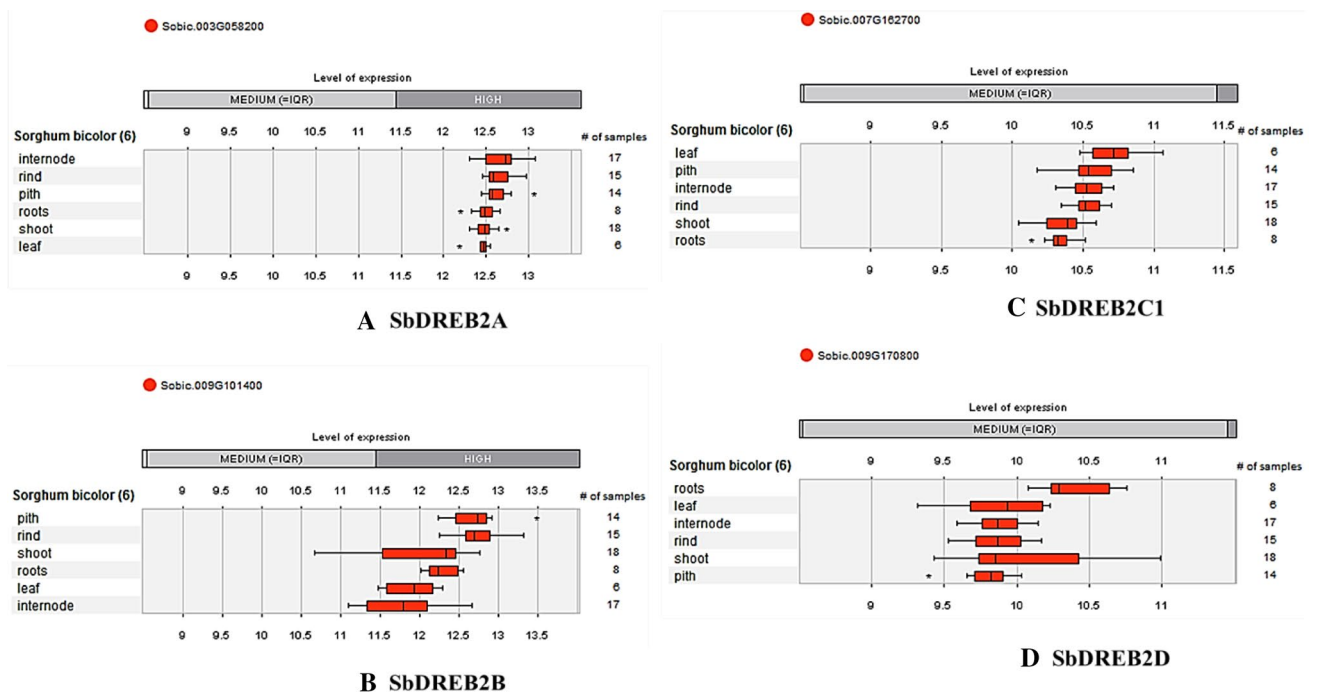 Sobic.003G058200
Level of expression
MEDIUM (=IQR) HIGH
Sorghum bicolor (6) 9 9.5 10 10.5 11 11.5 12 12.5 13 # of samples
internode 17
rind 15
pith * 14
roots * 8
shoot * 18
leaf * 6
9 9.5 10 10.5 11 11.5 12 12.5 13
A SbDREB2A
Sobic.009G101400
Level of expression
MEDIUM (=IQR) HIGH
Sorghum bicolor (6) 9 9.5 10 10.5 11 11.5 12 12.5 13 13.5 # of samples
pith * 14
rind 15
shoot 18
roots 8
leaf 6
internode 17
9 9.5 10 10.5 11 11.5 12 12.5 13 13.5
B SbDREB2B
Sobic.007G162700
Level of expression
MEDIUM (=IQR)
Sorghum bicolor (6) 9 9.5 10 10.5 11 11.5 # of samples
leaf 6
pith 14
internode 17
rind 15
shoot 18
roots * 8
9 9.5 10 10.5 11 11.5
C SbDREB2C1
Sobic.009G170800
Level of expression
MEDIUM (=IQR)
Sorghum bicolor (6) 9 9.5 10 10.5 11 # of samples
roots 8
leaf 6
internode 17
rind 15
shoot 18
pith * 14
9 9.5 10 10.5 11
D SbDREB2D